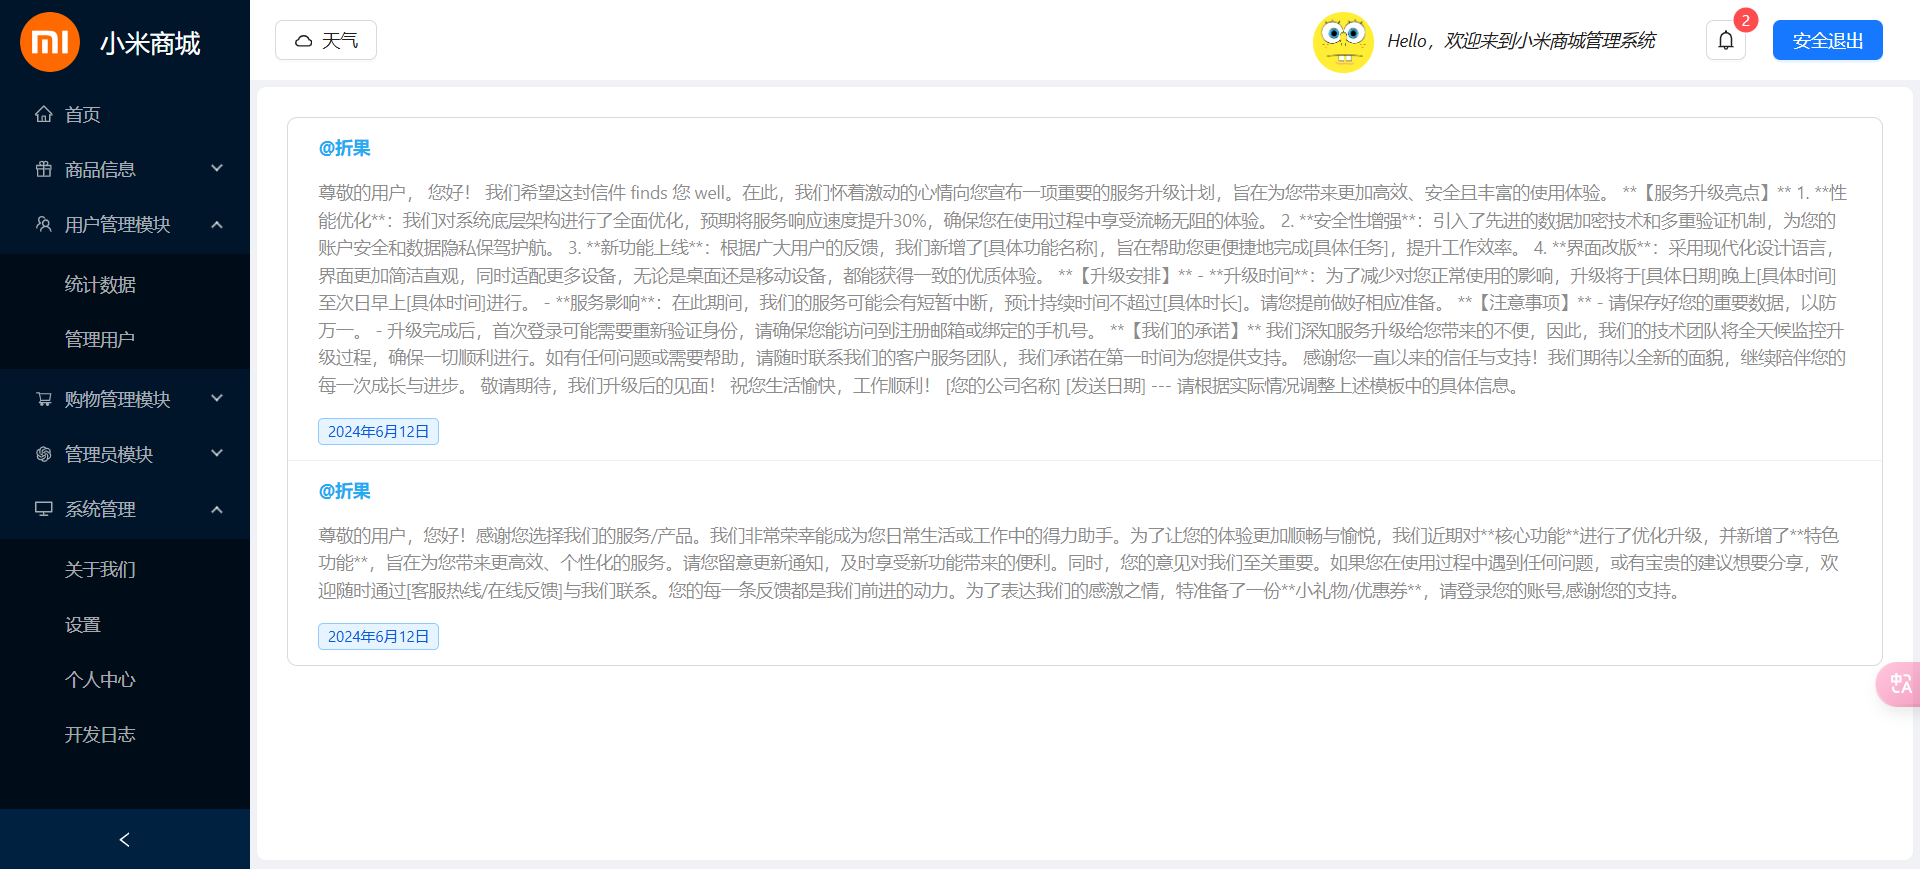 小米商城
天气
Hello，欢迎来到小米商城管理系统
2
安全退出
首页
商品信息
用户管理模块
统计数据
管理用户
购物管理模块
管理员模块
系统管理
关于我们
设置
个人中心
开发日志
@折果
尊敬的用户， 您好！ 我们希望这封信件 finds 您 well。在此，我们怀着激动的心情向您宣布一项重要的服务升级计划，旨在为您带来更加高效、安全且丰富的使用体验。 **【服务升级亮点】** 1. **性
能优化**：我们对系统底层架构进行了全面优化，预期将服务响应速度提升30%，确保您在使用过程中享受流畅无阻的体验。 2. **安全性增强**：引入了先进的数据加密技术和多重验证机制，为您的
账户安全和数据隐私保驾护航。 3. **新功能上线**：根据广大用户的反馈，我们新增了[具体功能名称]，旨在帮助您更便捷地完成[具体任务]，提升工作效率。 4. **界面改版**：采用现代化设计语言，
界面更加简洁直观，同时适配更多设备，无论是桌面还是移动设备，都能获得一致的优质体验。 **【升级安排】** - **升级时间**：为了减少对您正常使用的影响，升级将于[具体日期]晚上[具体时间]
至次日早上[具体时间]进行。 - **服务影响**：在此期间，我们的服务可能会有短暂中断，预计持续时间不超过[具体时长]。请您提前做好相应准备。 **【注意事项】** - 请保存好您的重要数据，以防
万一。 - 升级完成后，首次登录可能需要重新验证身份，请确保您能访问到注册邮箱或绑定的手机号。 **【我们的承诺】** 我们深知服务升级给您带来的不便，因此，我们的技术团队将全天候监控升
级过程，确保一切顺利进行。如有任何问题或需要帮助，请随时联系我们的客户服务团队，我们承诺在第一时间为您提供支持。 感谢您一直以来的信任与支持！我们期待以全新的面貌，继续陪伴您的
每一次成长与进步。 敬请期待，我们升级后的见面！ 祝您生活愉快，工作顺利！ [您的公司名称] [发送日期] --- 请根据实际情况调整上述模板中的具体信息。
2024年6月12日
@折果
尊敬的用户，您好！感谢您选择我们的服务/产品。我们非常荣幸能成为您日常生活或工作中的得力助手。为了让您的体验更加顺畅与愉悦，我们近期对**核心功能**进行了优化升级，并新增了**特色
功能**，旨在为您带来更高效、个性化的服务。请您留意更新通知，及时享受新功能带来的便利。同时，您的意见对我们至关重要。如果您在使用过程中遇到任何问题，或有宝贵的建议想要分享，欢
迎随时通过[客服热线/在线反馈]与我们联系。您的每一条反馈都是我们前进的动力。为了表达我们的感激之情，特准备了一份**小礼物/优惠券**，请登录您的账号,感谢您的支持。
2024年6月12日